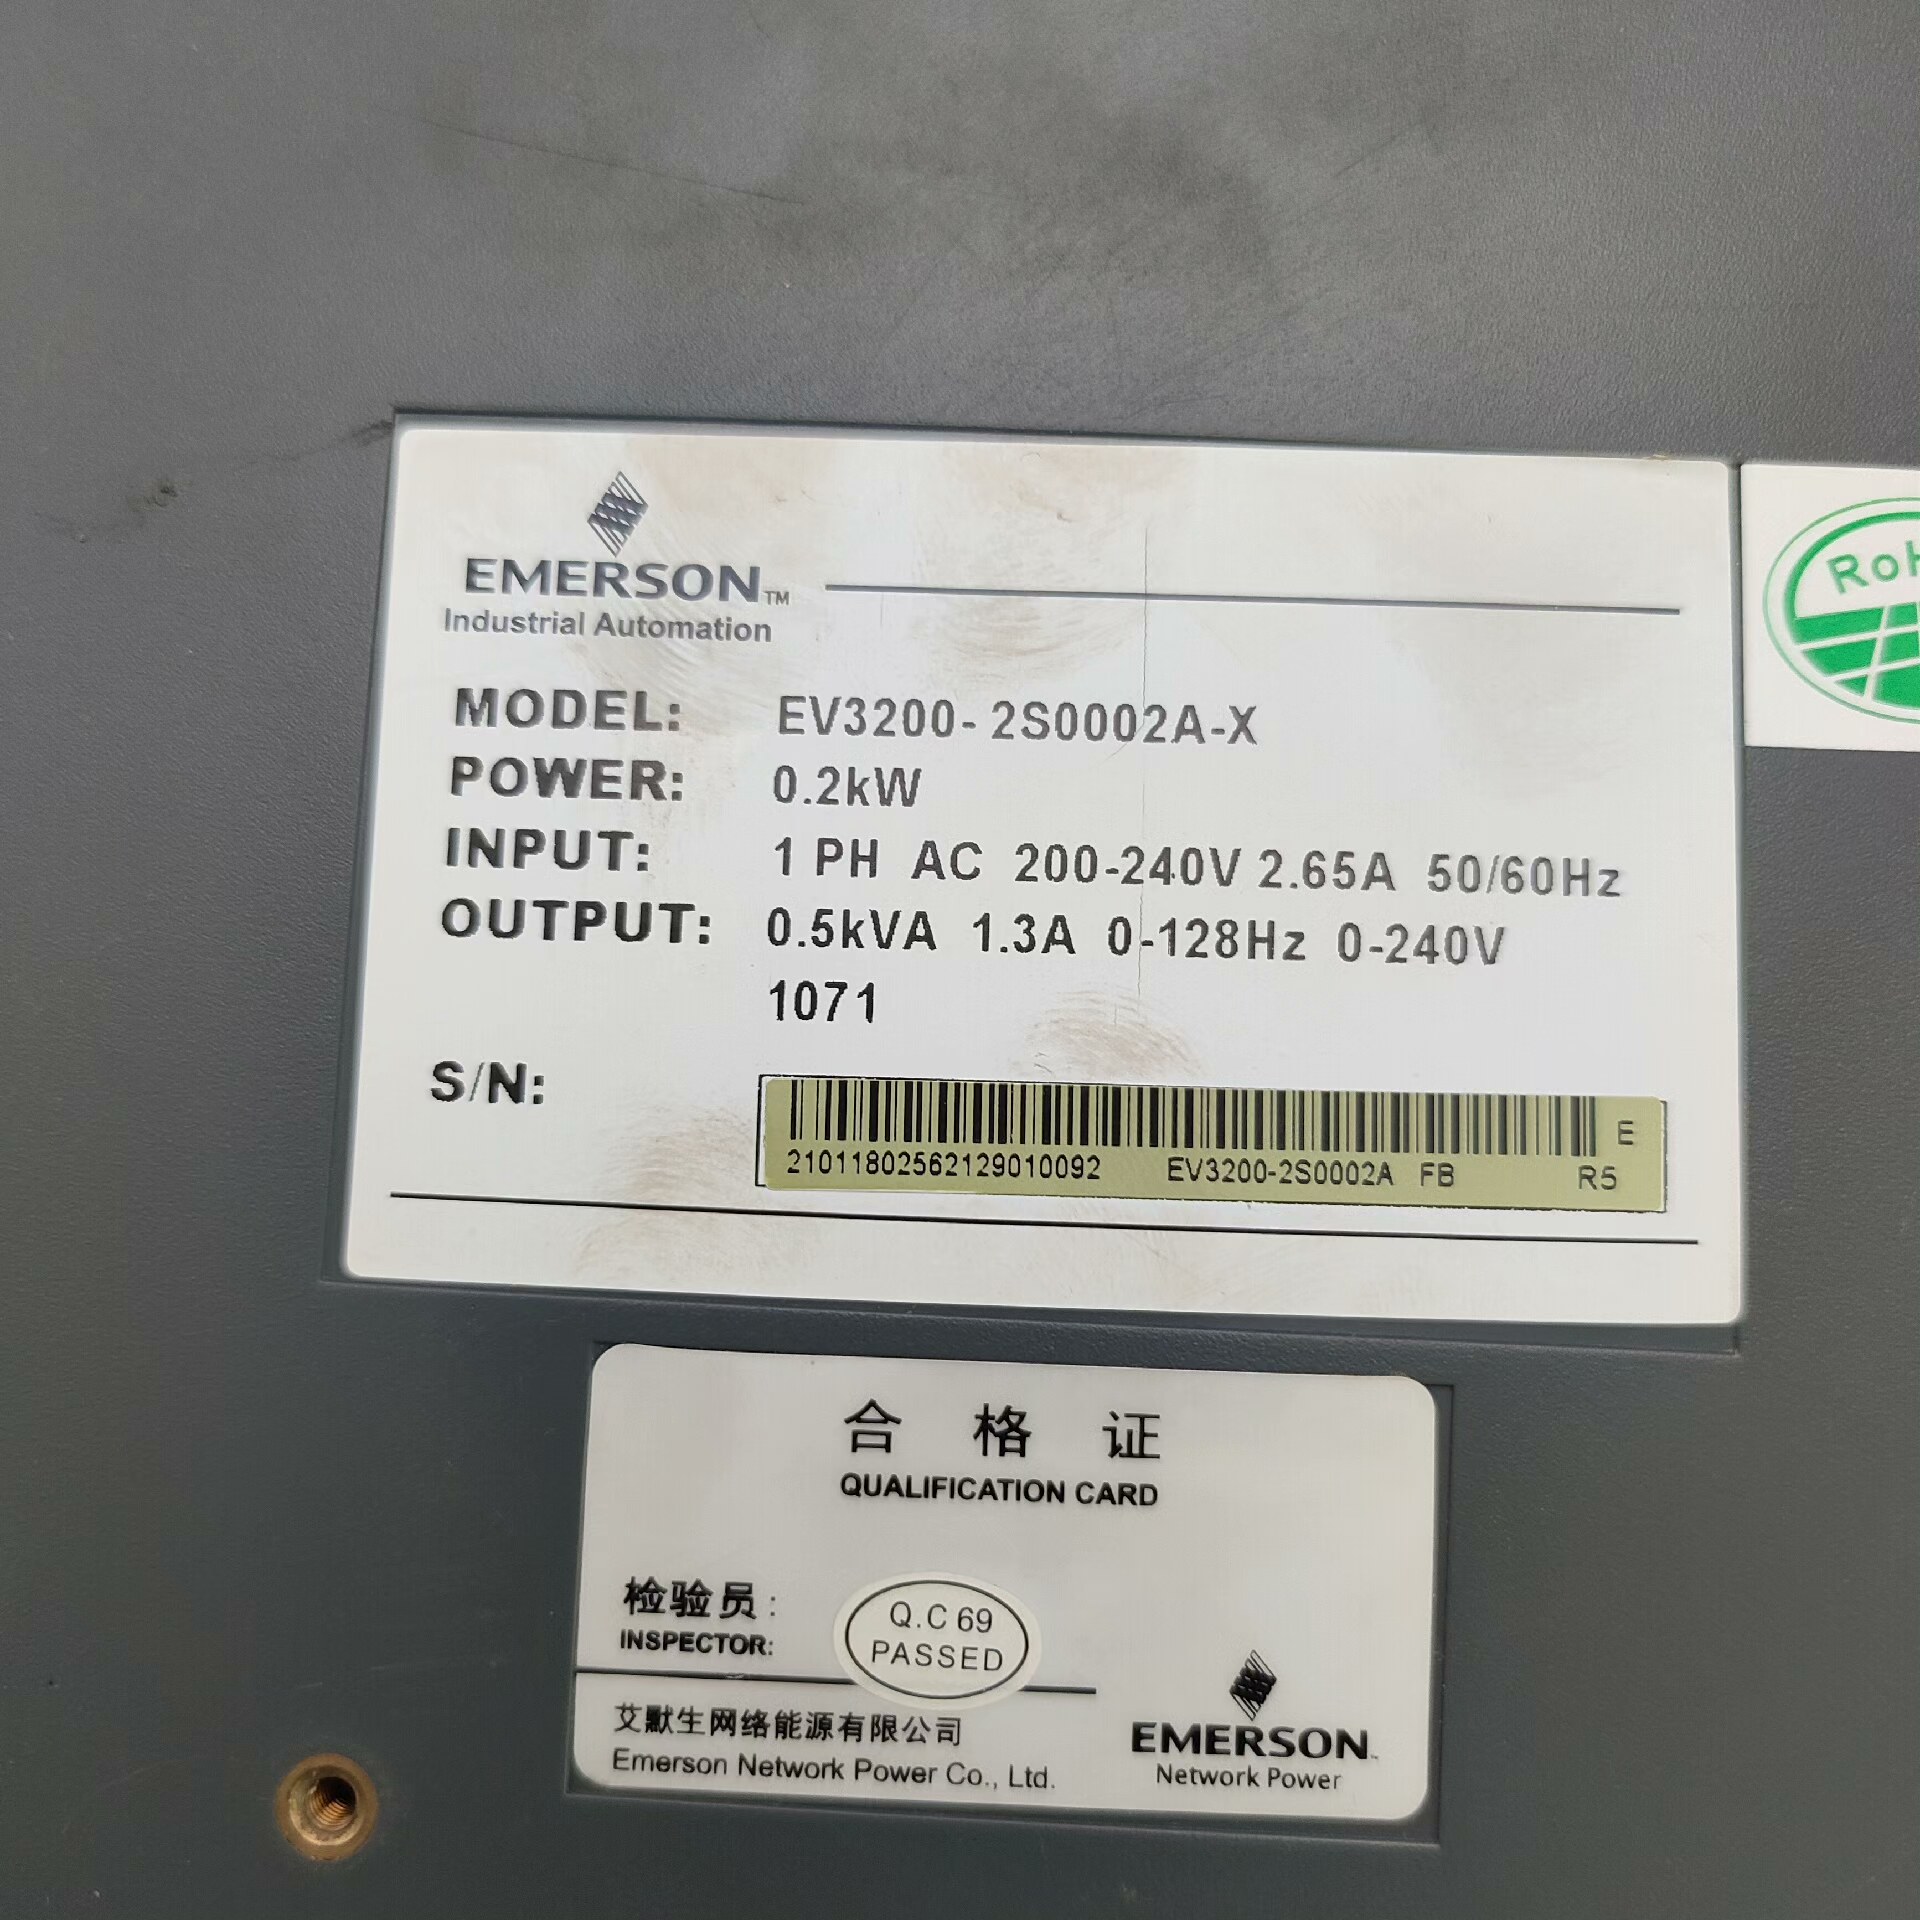 EMERSON™
Industrial Automation
MODEL: EV3200-2S0002A-X
POWER: 0.2kW
INPUT: 1 PH AC 200-240V 2.65A 50/60Hz
OUTPUT: 0.5kVA 1.3A 0-128Hz 0-240V
1071
S/N:
E
21011802562129010092 EV3200-2S0002A FB R5
RoH
合格证
QUALIFICATION CARD
检验员:
INSPECTOR:
Q.C 69
PASSED
艾默生网络能源有限公司
Emerson Network Power Co., Ltd.
EMERSON™
Network Power